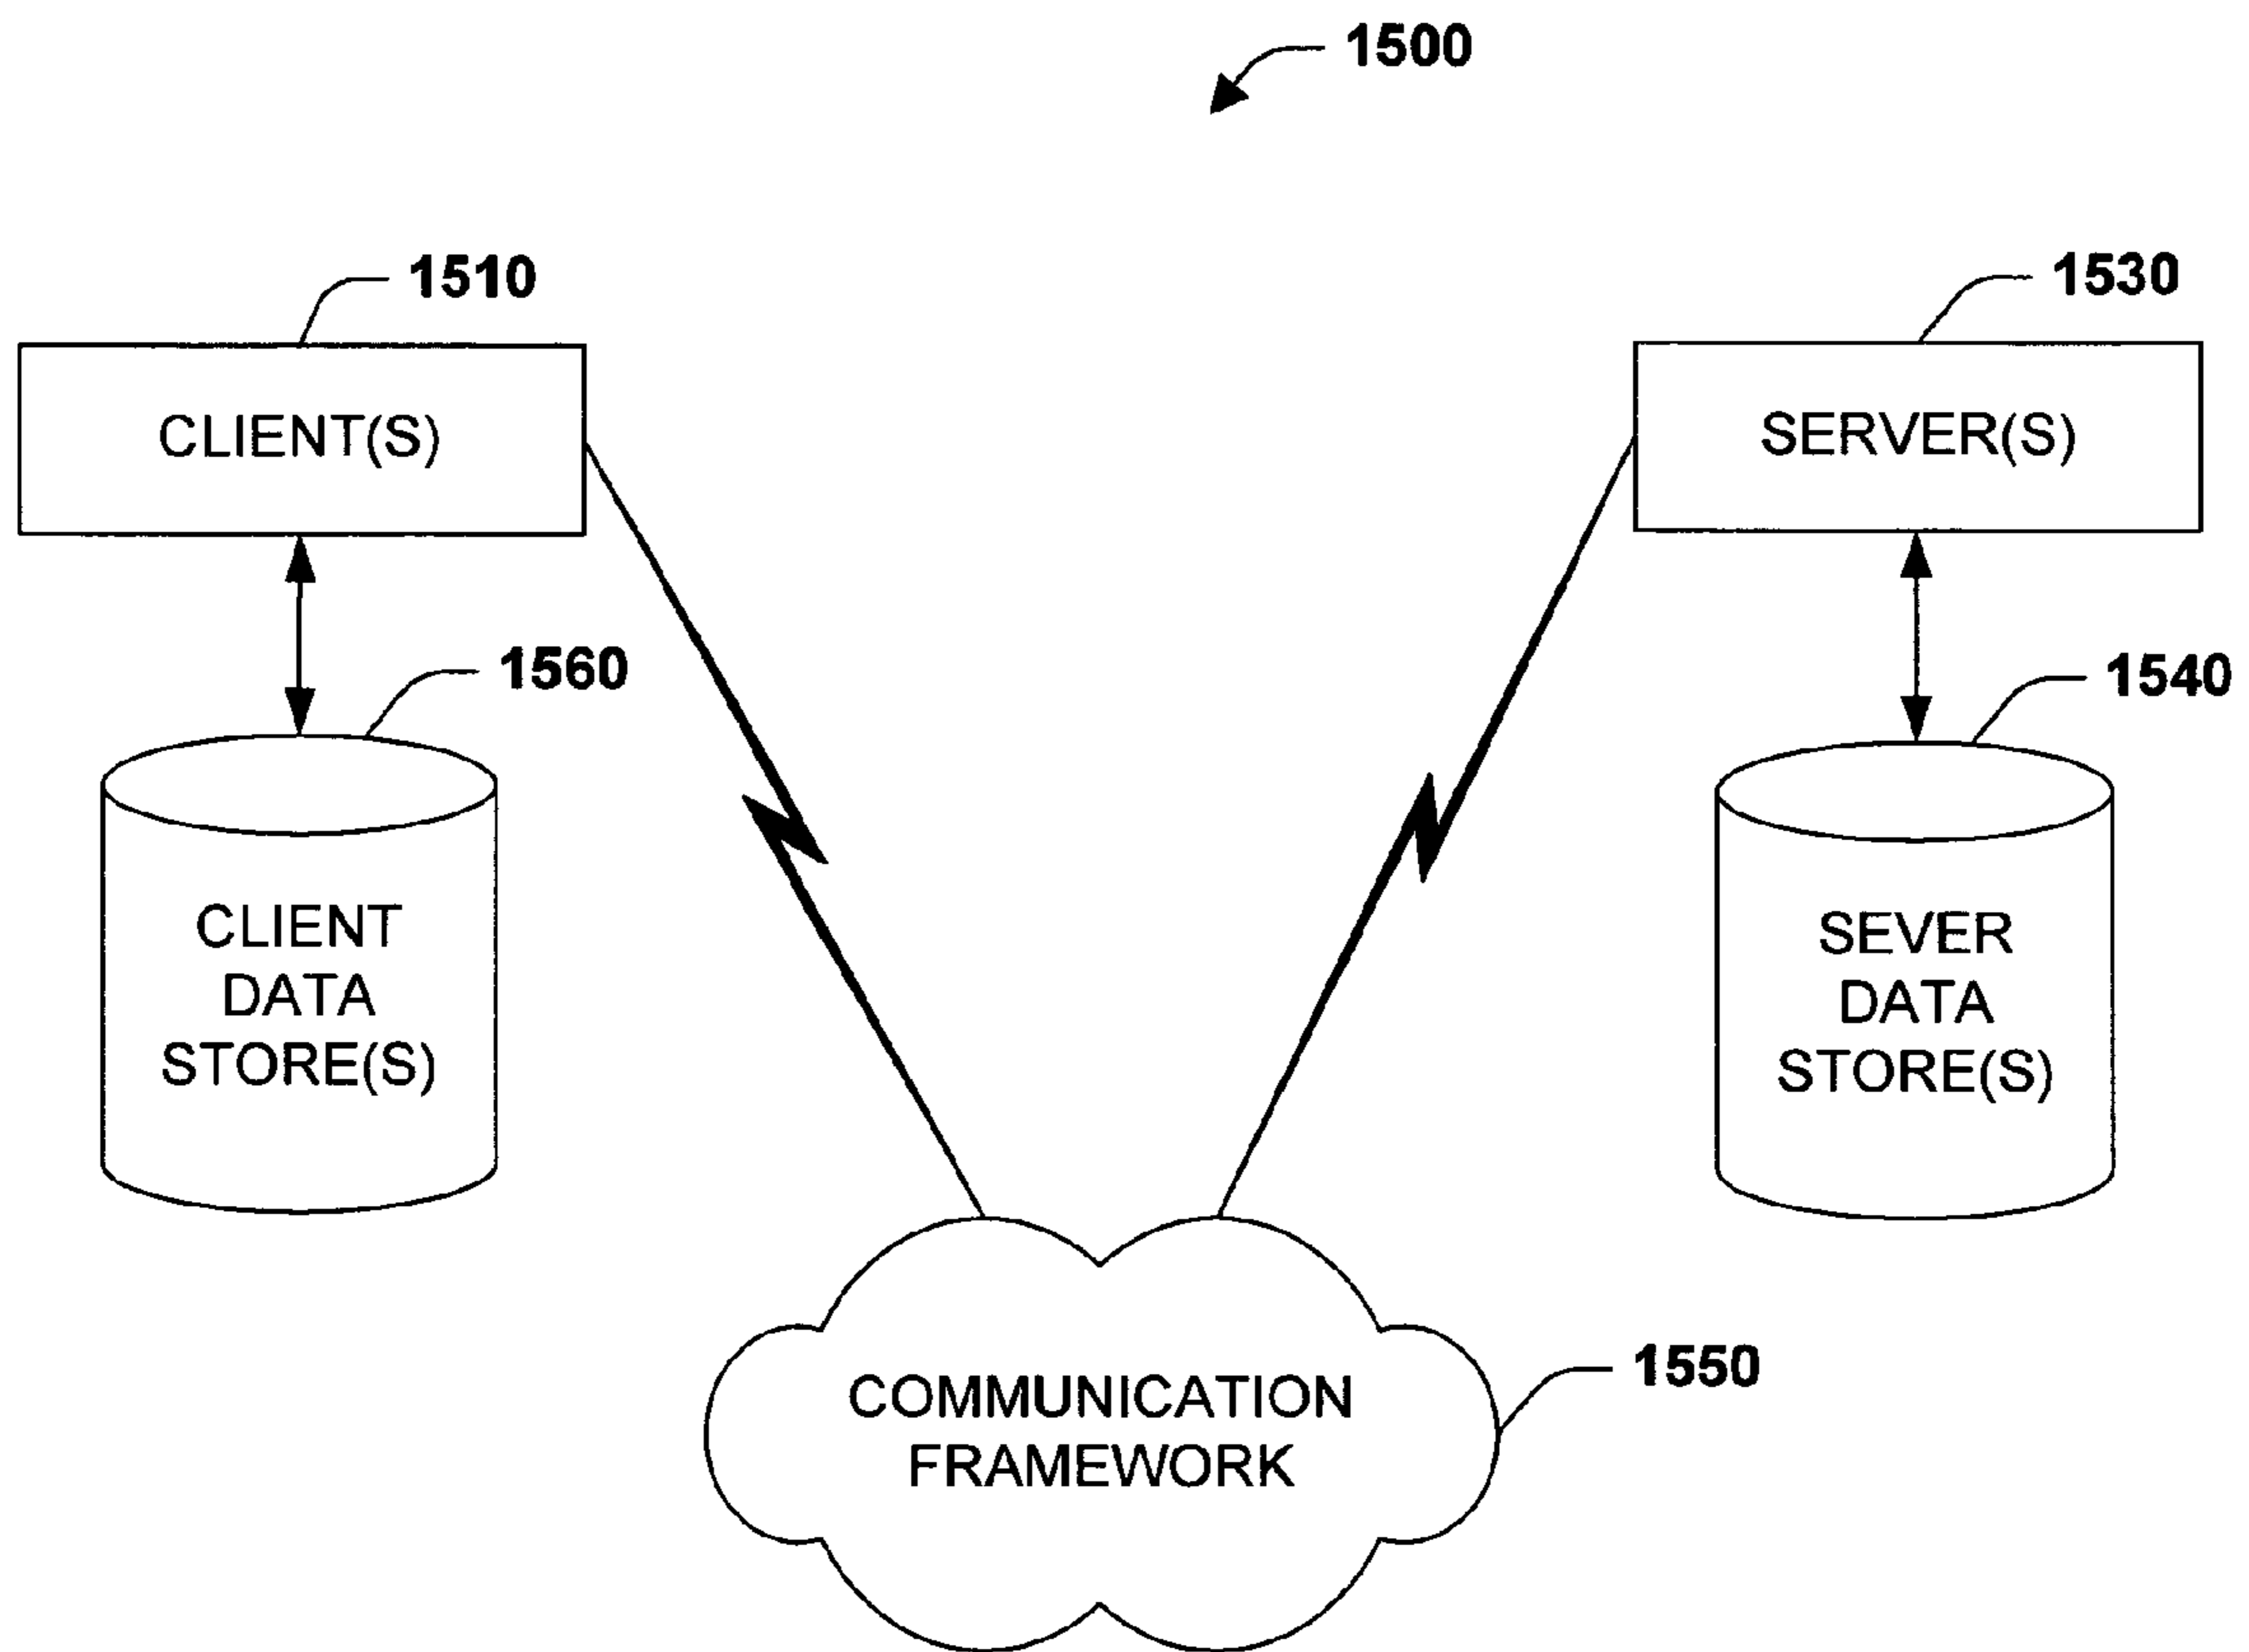 1500
1510
1530
CLIENT(S)
SERVER(S)
1560
1540
CLIENT
DATA
STORE(S)
SEVER
DATA
STORE(S)
1550
COMMUNICATION
FRAMEWORK